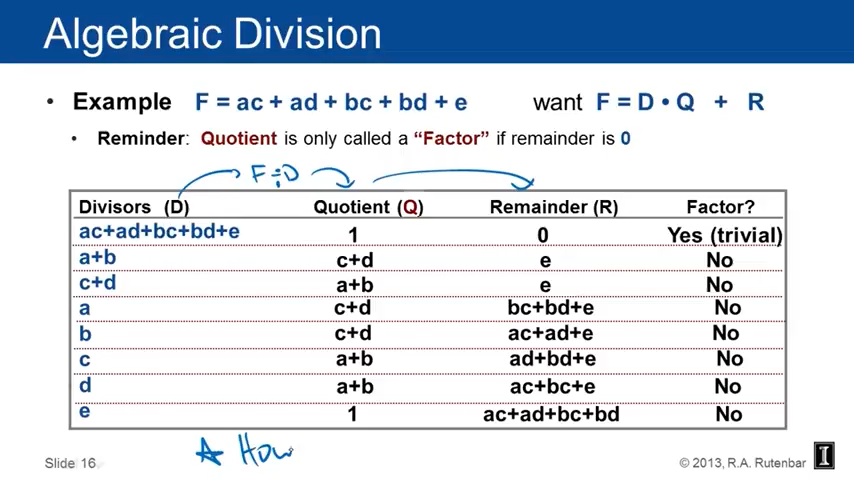 Algebraic Division
• Example F = ac + ad + bc + bd + e want F = D • Q + R
• Reminder: Quotient is only called a “Factor” if remainder is 0
F÷D
Divisors (D) Quotient (Q) Remainder (R) Factor?
ac+ad+bc+bd+e 1 0 Yes (trivial)
a+b c+d e No
c+d a+b e No
a c+d bc+bd+e No
b c+d ac+ad+e No
c a+b ad+bd+e No
d a+b ac+bc+e No
e 1 ac+ad+bc+bd No
How
Slide 16 © 2013, R.A. Rutenbar I